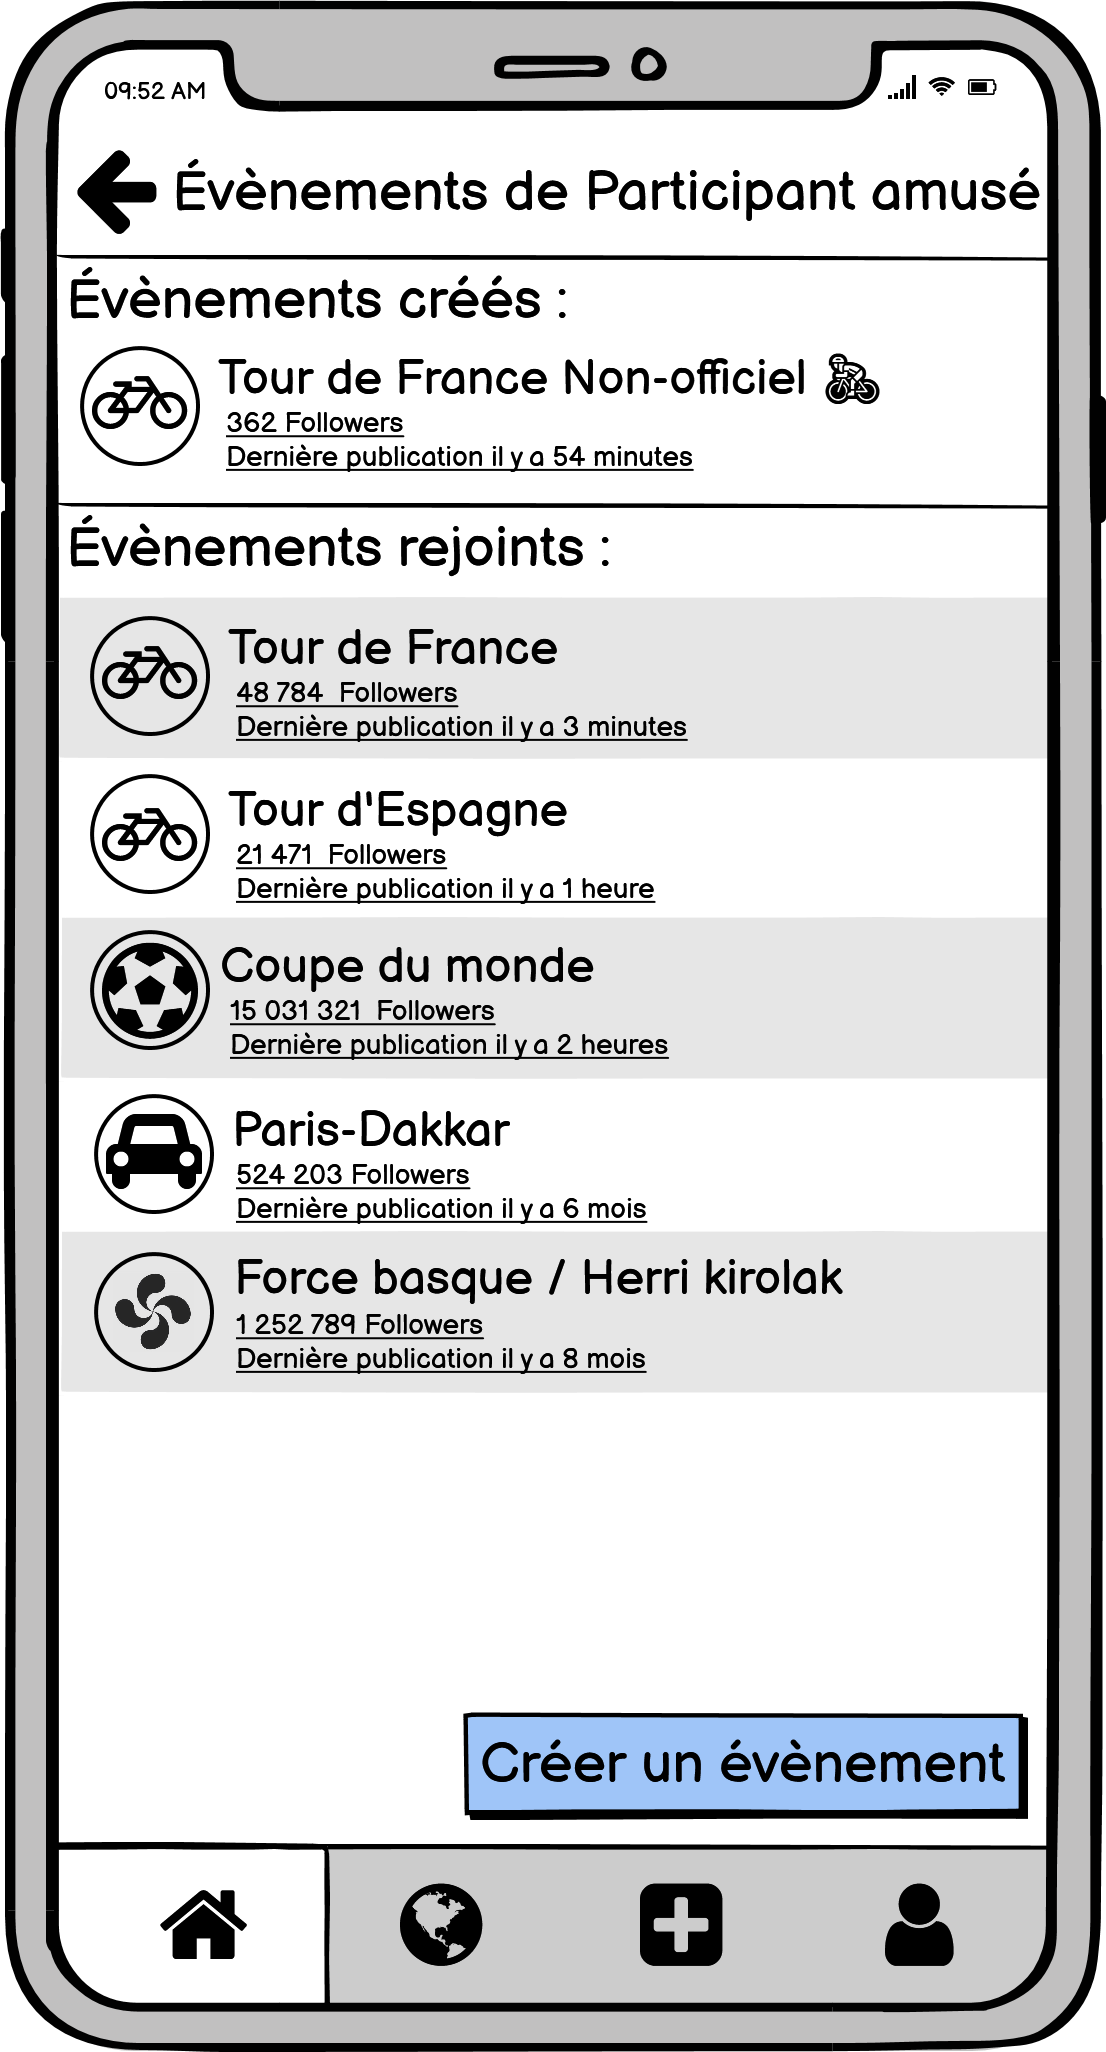 09:52 AM
Évènements de Participant amusé
Évènements créés :
Tour de France Non-officiel
362 Followers
Dernière publication il y a 54 minutes
Évènements rejoints :
Tour de France
48 784  Followers
Dernière publication il y a 3 minutes
Tour d'Espagne
21 471  Followers
Dernière publication il y a 1 heure
Coupe du monde
15 031 321  Followers
Dernière publication il y a 2 heures
Paris-Dakkar
524 203 Followers
Dernière publication il y a 6 mois
Force basque / Herri kirolak
1 252 789 Followers
Dernière publication il y a 8 mois
Créer un évènement